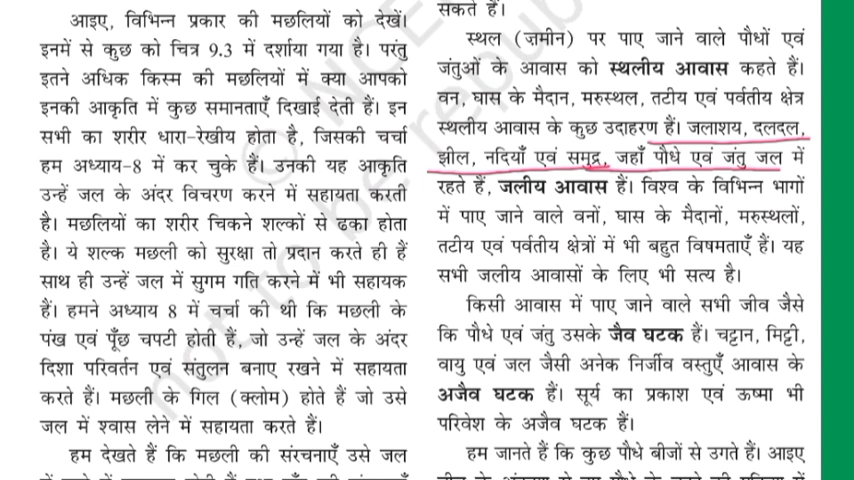 आइए, विभिन्न प्रकार की मछलियों को देखें।
इनमें से कुछ को चित्र 9.3 में दर्शाया गया है। परंतु
इतने अधिक किस्म की मछलियों में क्या आपको
इनकी आकृति में कुछ समानताएँ दिखाई देती हैं। इन
सभी का शरीर धारा-रेखीय होता है, जिसकी चर्चा
हम अध्याय-8 में कर चुके हैं। उनकी यह आकृति
उन्हें जल के अंदर विचरण करने में सहायता करती
है। मछलियों का शरीर चिकने शल्कों से ढका होता
है। ये शल्क मछली को सुरक्षा तो प्रदान करते ही हैं
साथ ही उन्हें जल में सुगम गति करने में भी सहायक
हैं। हमने अध्याय 8 में चर्चा की थी कि मछली के
पंख एवं पूँछ चपटी होती हैं, जो उन्हें जल के अंदर
दिशा परिवर्तन एवं संतुलन बनाए रखने में सहायता
करते हैं। मछली के गिल (क्लोम) होते हैं जो उसे
जल में श्वास लेने में सहायता करते हैं।
हम देखते हैं कि मछली की संरचनाएँ उसे जल
सकते हैं।
स्थल (ज़मीन) पर पाए जाने वाले पौधों एवं
जंतुओं के आवास को स्थलीय आवास कहते हैं।
वन, घास के मैदान, मरुस्थल, तटीय एवं पर्वतीय क्षेत्र
स्थलीय आवास के कुछ उदाहरण हैं। जलाशय, दलदल,
झील, नदियाँ एवं समुद्र, जहाँ पौधे एवं जंतु जल में
रहते हैं, जलीय आवास हैं। विश्व के विभिन्न भागों
में पाए जाने वाले वनों, घास के मैदानों, मरुस्थलों,
तटीय एवं पर्वतीय क्षेत्रों में भी बहुत विषमताएँ हैं। यह
सभी जलीय आवासों के लिए भी सत्य है।
किसी आवास में पाए जाने वाले सभी जीव जैसे
कि पौधे एवं जंतु उसके जैव घटक हैं। चट्टान, मिट्टी,
वायु एवं जल जैसी अनेक निर्जीव वस्तुएँ आवास के
अजैव घटक हैं। सूर्य का प्रकाश एवं ऊष्मा भी
परिवेश के अजैव घटक हैं।
हम जानते हैं कि कुछ पौधे बीजों से उगते हैं। आइए
not to be republ
© NCE